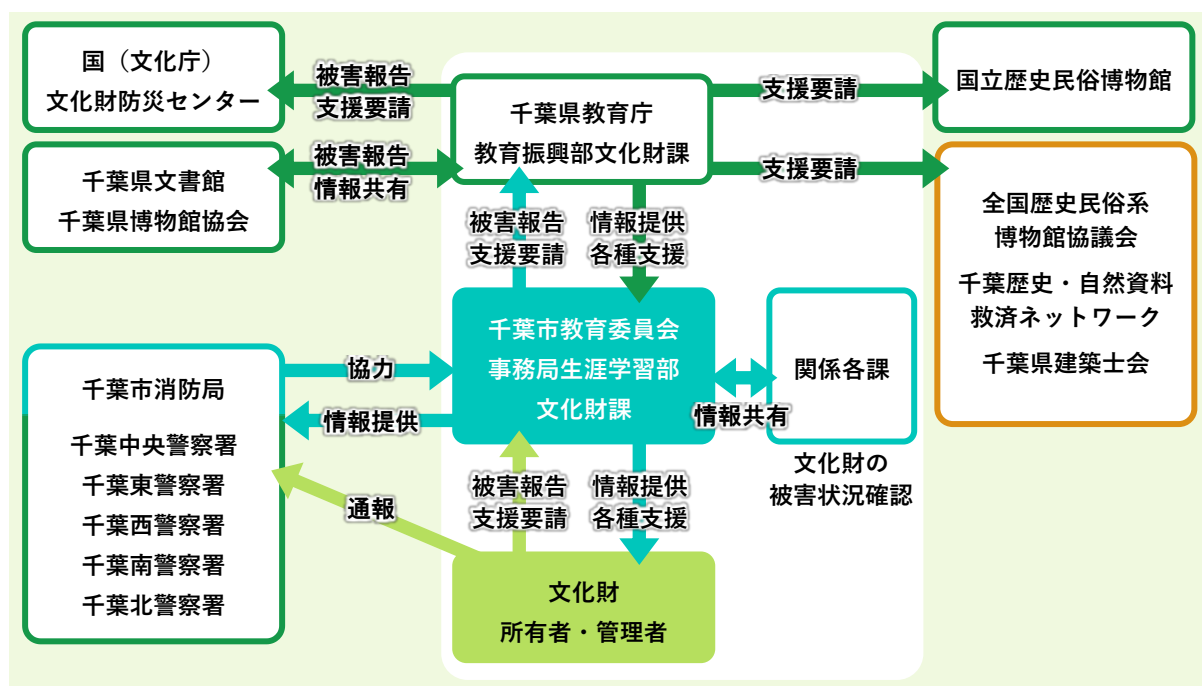 国（文化庁）
文化財防災センター
被害報告
支援要請
千葉県教育庁
教育振興部文化財課
支援要請
国立歴史民俗博物館
千葉県文書館
千葉県博物館協会
被害報告
情報共有
支援要請
全国歴史民俗系
博物館協議会
千葉歴史・自然資料
救済ネットワーク
千葉県建築士会
被害報告
支援要請
情報提供
各種支援
千葉市教育委員会
事務局生涯学習部
文化財課
関係各課
情報共有
文化財の
被害状況確認
千葉市消防局
千葉中央警察署
千葉東警察署
千葉西警察署
千葉南警察署
千葉北警察署
協力
情報提供
通報
被害報告
支援要請
情報提供
各種支援
文化財
所有者・管理者